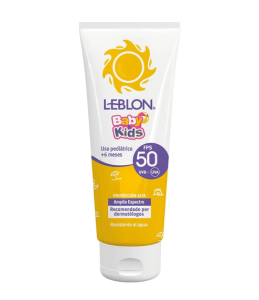 LEBLON.
Baby
Kids
Uso pediátrico
+6 meses
FPS
50
UVB - UVA
PROTECCIÓN ALTA
Amplio Espectro
Recomendado por
dermatólogos
Resistente al agua